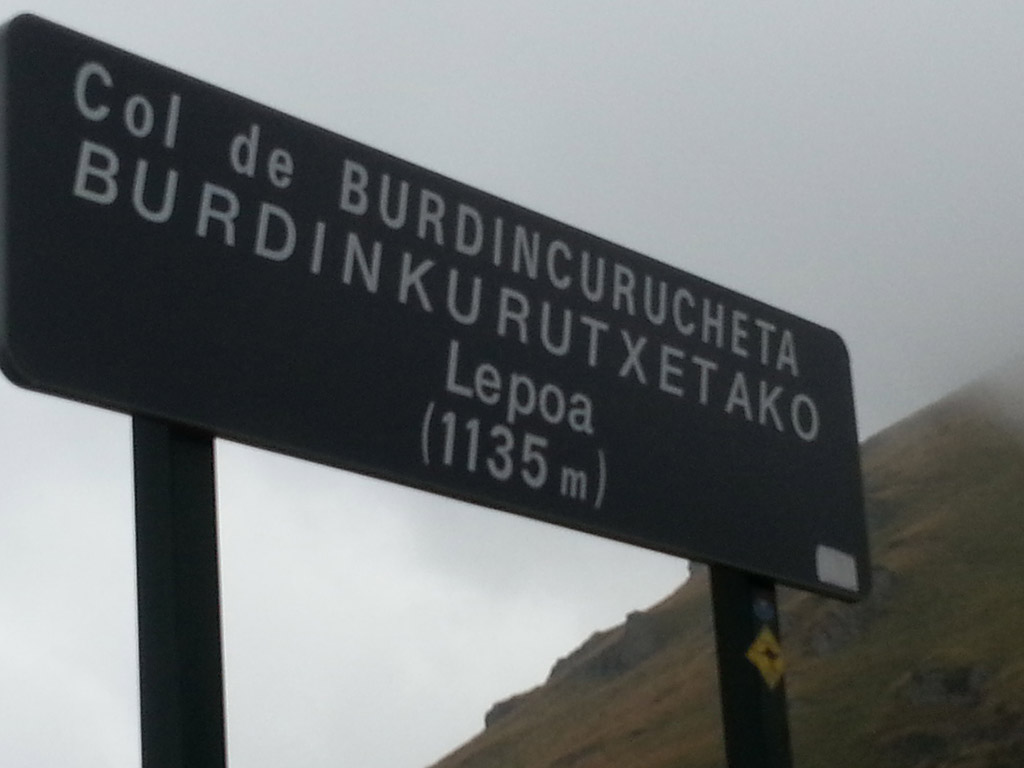 Col de BURDINCURUCHETA
BURDINKURUTXETAKO
Lepoa
(1135 m)